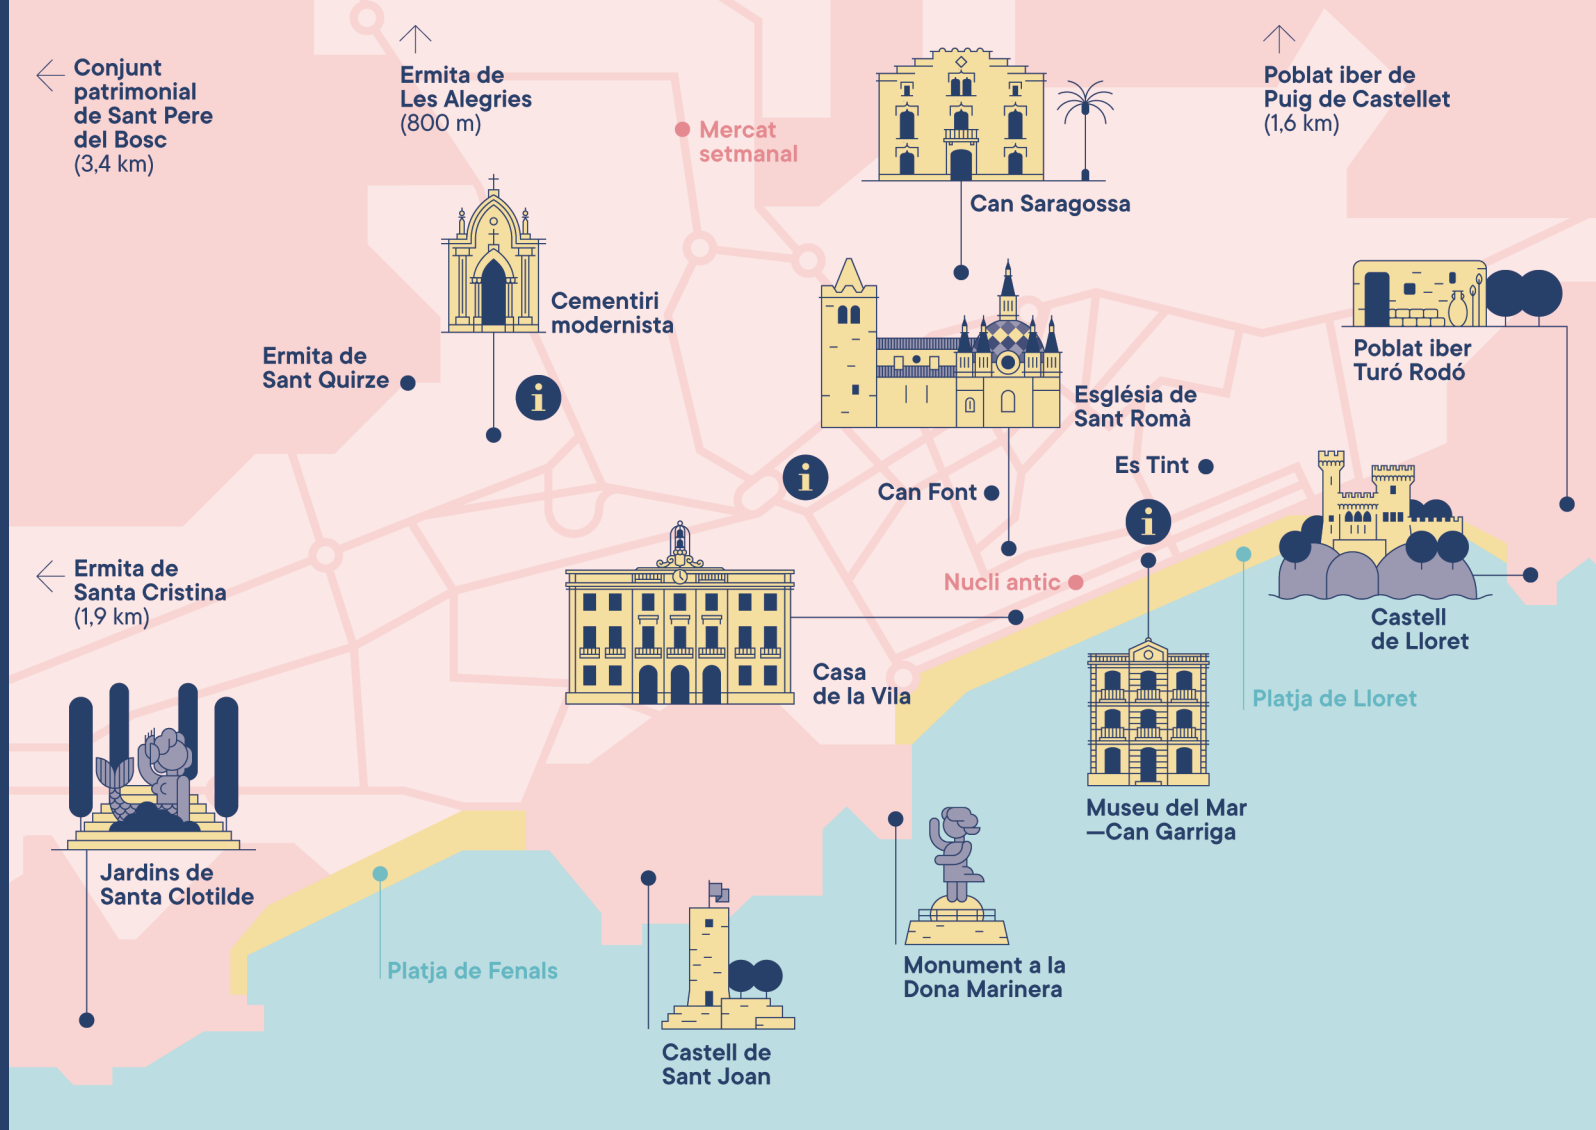 Conjunt
patrimonial
de Sant Pere
del Bosc
(3,4 km)
Ermita de
Les Alegries
(800 m)
Mercat
setmanal
Can Saragossa
Poblat iber de
Puig de Castellet
(1,6 km)
Cementiri
modernista
Ermita de
Sant Quirze
i
Poblat iber
Turó Rodó
Església de
Sant Romà
Es Tint
i
Can Font
i
Ermita de
Santa Cristina
(1,9 km)
Nucli antic
Castell
de Lloret
Casa
de la Vila
Platja de Lloret
Museu del Mar
—Can Garriga
Jardins de
Santa Clotilde
Platja de Fenals
Monument a la
Dona Marinera
Castell de
Sant Joan